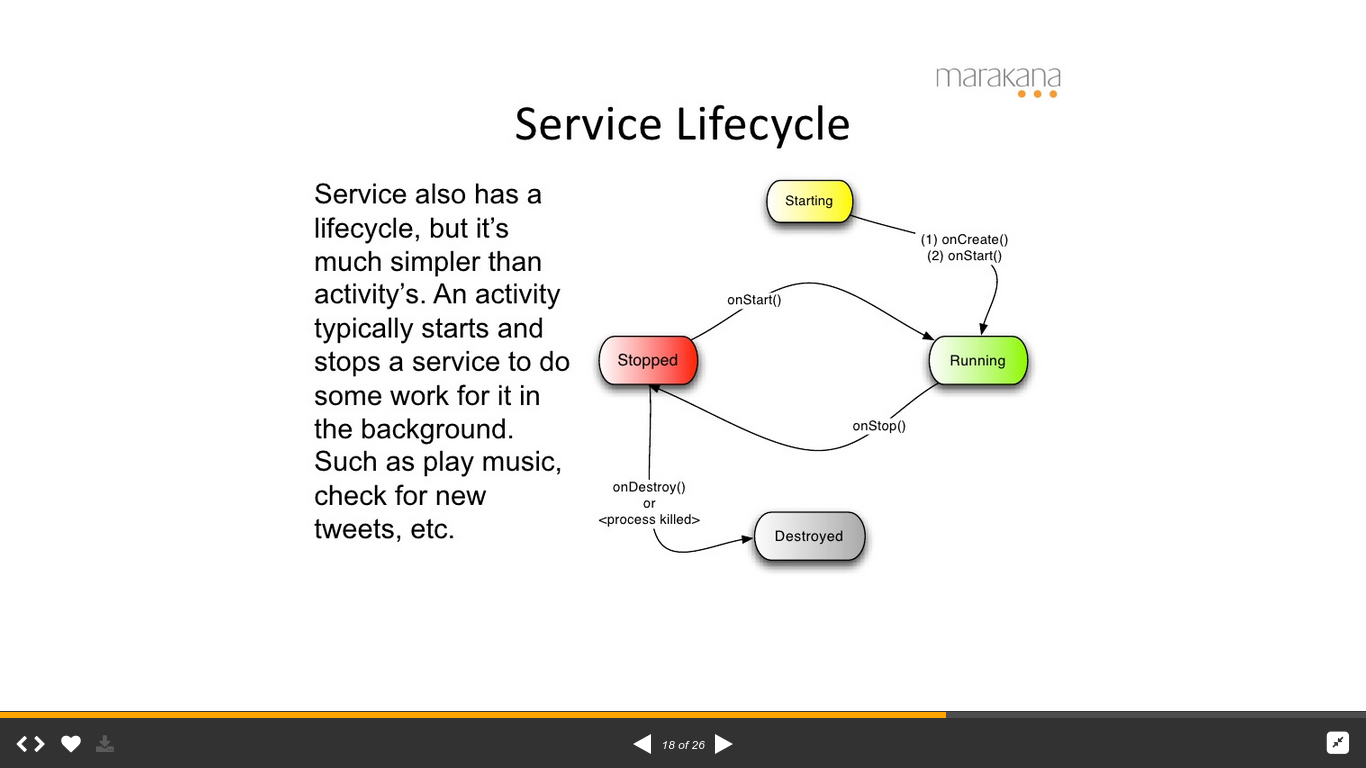 marakana
Service Lifecycle
Service also has a
lifecycle, but it’s
much simpler than
activity’s. An activity
typically starts and
stops a service to do
some work for it in
the background.
Such as play music,
check for new
tweets, etc.
Starting
(1) onCreate()
(2) onStart()
onStart()
Stopped
Running
onStop()
onDestroy()
or
<process killed>
Destroyed
18 of 26